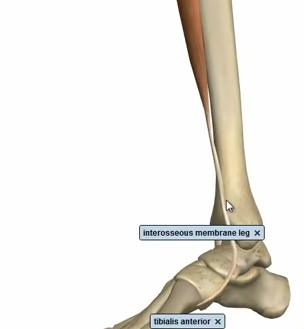 interosseous membrane leg ×
tibialis anterior ×